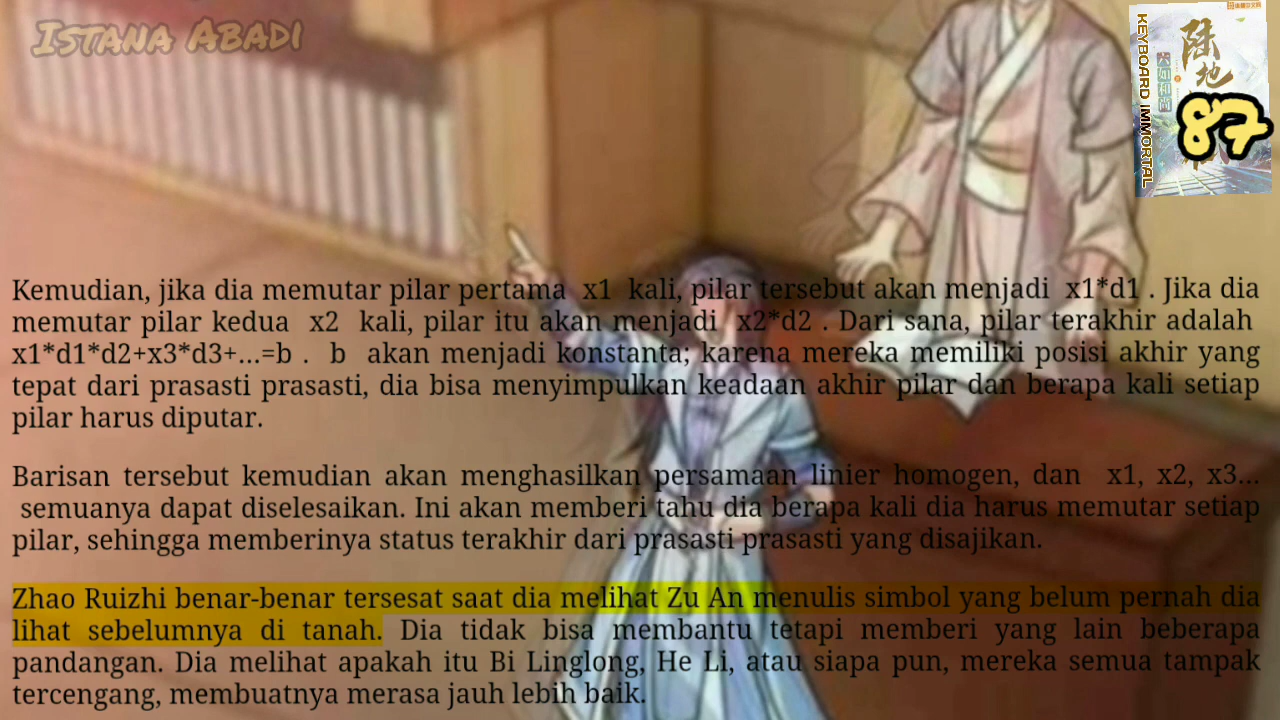 Istana Abadi
KEYBOARD IMMORTAL
陆地
六如和尚
87
Kemudian, jika dia memutar pilar pertama x1 kali, pilar tersebut akan menjadi x1*d1 . Jika dia
memutar pilar kedua x2 kali, pilar itu akan menjadi x2*d2 . Dari sana, pilar terakhir adalah
x1*d1*d2+x3*d3+...=b . b akan menjadi konstanta; karena mereka memiliki posisi akhir yang
tepat dari prasasti prasasti, dia bisa menyimpulkan keadaan akhir pilar dan berapa kali setiap
pilar harus diputar.
Barisan tersebut kemudian akan menghasilkan persamaan linier homogen, dan x1, x2, x3...
semuanya dapat diselesaikan. Ini akan memberi tahu dia berapa kali dia harus memutar setiap
pilar, sehingga memberinya status terakhir dari prasasti prasasti yang disajikan.
Zhao Ruizhi benar-benar tersesat saat dia melihat Zu An menulis simbol yang belum pernah dia
lihat sebelumnya di tanah. Dia tidak bisa membantu tetapi memberi yang lain beberapa
pandangan. Dia melihat apakah itu Bi Linglong, He Li, atau siapa pun, mereka semua tampak
tercengang, membuatnya merasa jauh lebih baik.